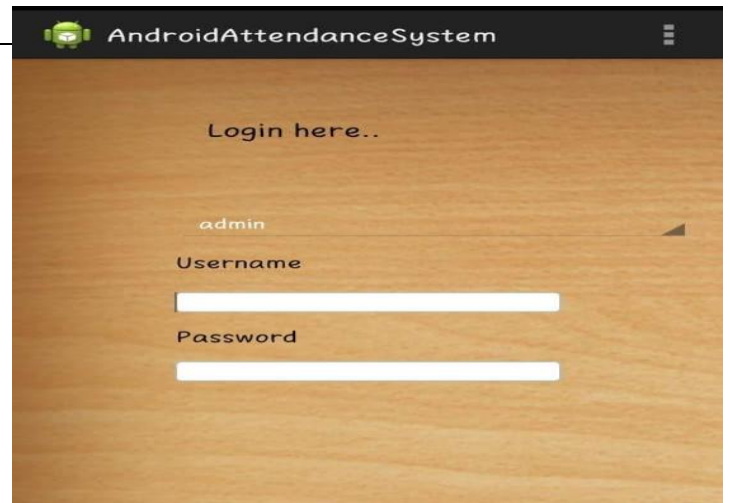 AndroidAttendanceSystem
Login here..
admin
Username
Password